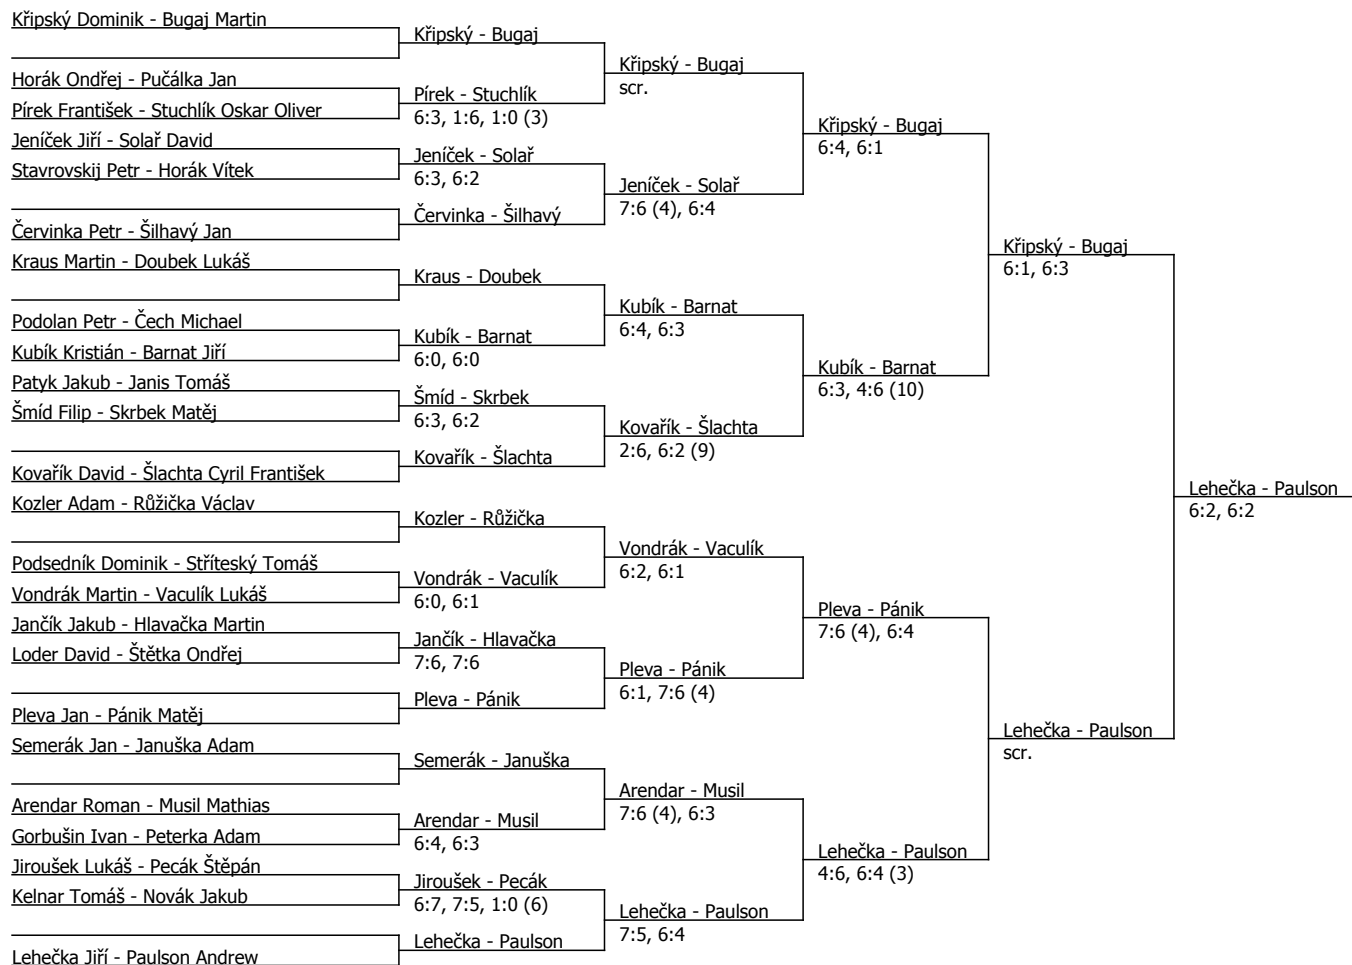 Křipský Dominik - Bugaj Martin
Horák Ondřej - Pučálka Jan
Pírek František - Stuchlík Oskar Oliver
Jeníček Jiří - Solař David
Stavrovskij Petr - Horák Vítek
Červinka Petr - Šilhavý Jan
Kraus Martin - Doubek Lukáš
Podolan Petr - Čech Michael
Kubík Kristián - Barnat Jiří
Patyk Jakub - Janis Tomáš
Šmíd Filip - Skrbek Matěj
Kovařík David - Šlachta Cyril František
Kozler Adam - Růžička Václav
Podsedník Dominik - Stříteský Tomáš
Vondrák Martin - Vaculík Lukáš
Jančík Jakub - Hlavačka Martin
Loder David - Štětka Ondřej
Pleva Jan - Pánik Matěj
Semerák Jan - Januška Adam
Arendar Roman - Musil Mathias
Gorbušin Ivan - Peterka Adam
Jiroušek Lukáš - Pecák Štěpán
Kelnar Tomáš - Novák Jakub
Lehečka Jiří - Paulson Andrew
Křipský - Bugaj
Pírek - Stuchlík
6:3, 1:6, 1:0 (3)
Jeníček - Solař
6:3, 6:2
Červinka - Šilhavý
Kraus - Doubek
Kubík - Barnat
6:0, 6:0
Šmíd - Skrbek
6:3, 6:2
Kovařík - Šlachta
Kozler - Růžička
Vondrák - Vaculík
6:0, 6:1
Jančík - Hlavačka
7:6, 7:6
Pleva - Pánik
Semerák - Januška
Arendar - Musil
6:4, 6:3
Jiroušek - Pecák
6:7, 7:5, 1:0 (6)
Lehečka - Paulson
Křipský - Bugaj
scr.
Jeníček - Solař
7:6 (4), 6:4
Kubík - Barnat
6:4, 6:3
Kovařík - Šlachta
2:6, 6:2 (9)
Vondrák - Vaculík
6:2, 6:1
Pleva - Pánik
6:1, 7:6 (4)
Arendar - Musil
7:6 (4), 6:3
Lehečka - Paulson
7:5, 6:4
Křipský - Bugaj
6:4, 6:1
Kubík - Barnat
6:3, 4:6 (10)
Pleva - Pánik
7:6 (4), 6:4
Lehečka - Paulson
4:6, 6:4 (3)
Křipský - Bugaj
6:1, 6:3
Lehečka - Paulson
scr.
Lehečka - Paulson
6:2, 6:2